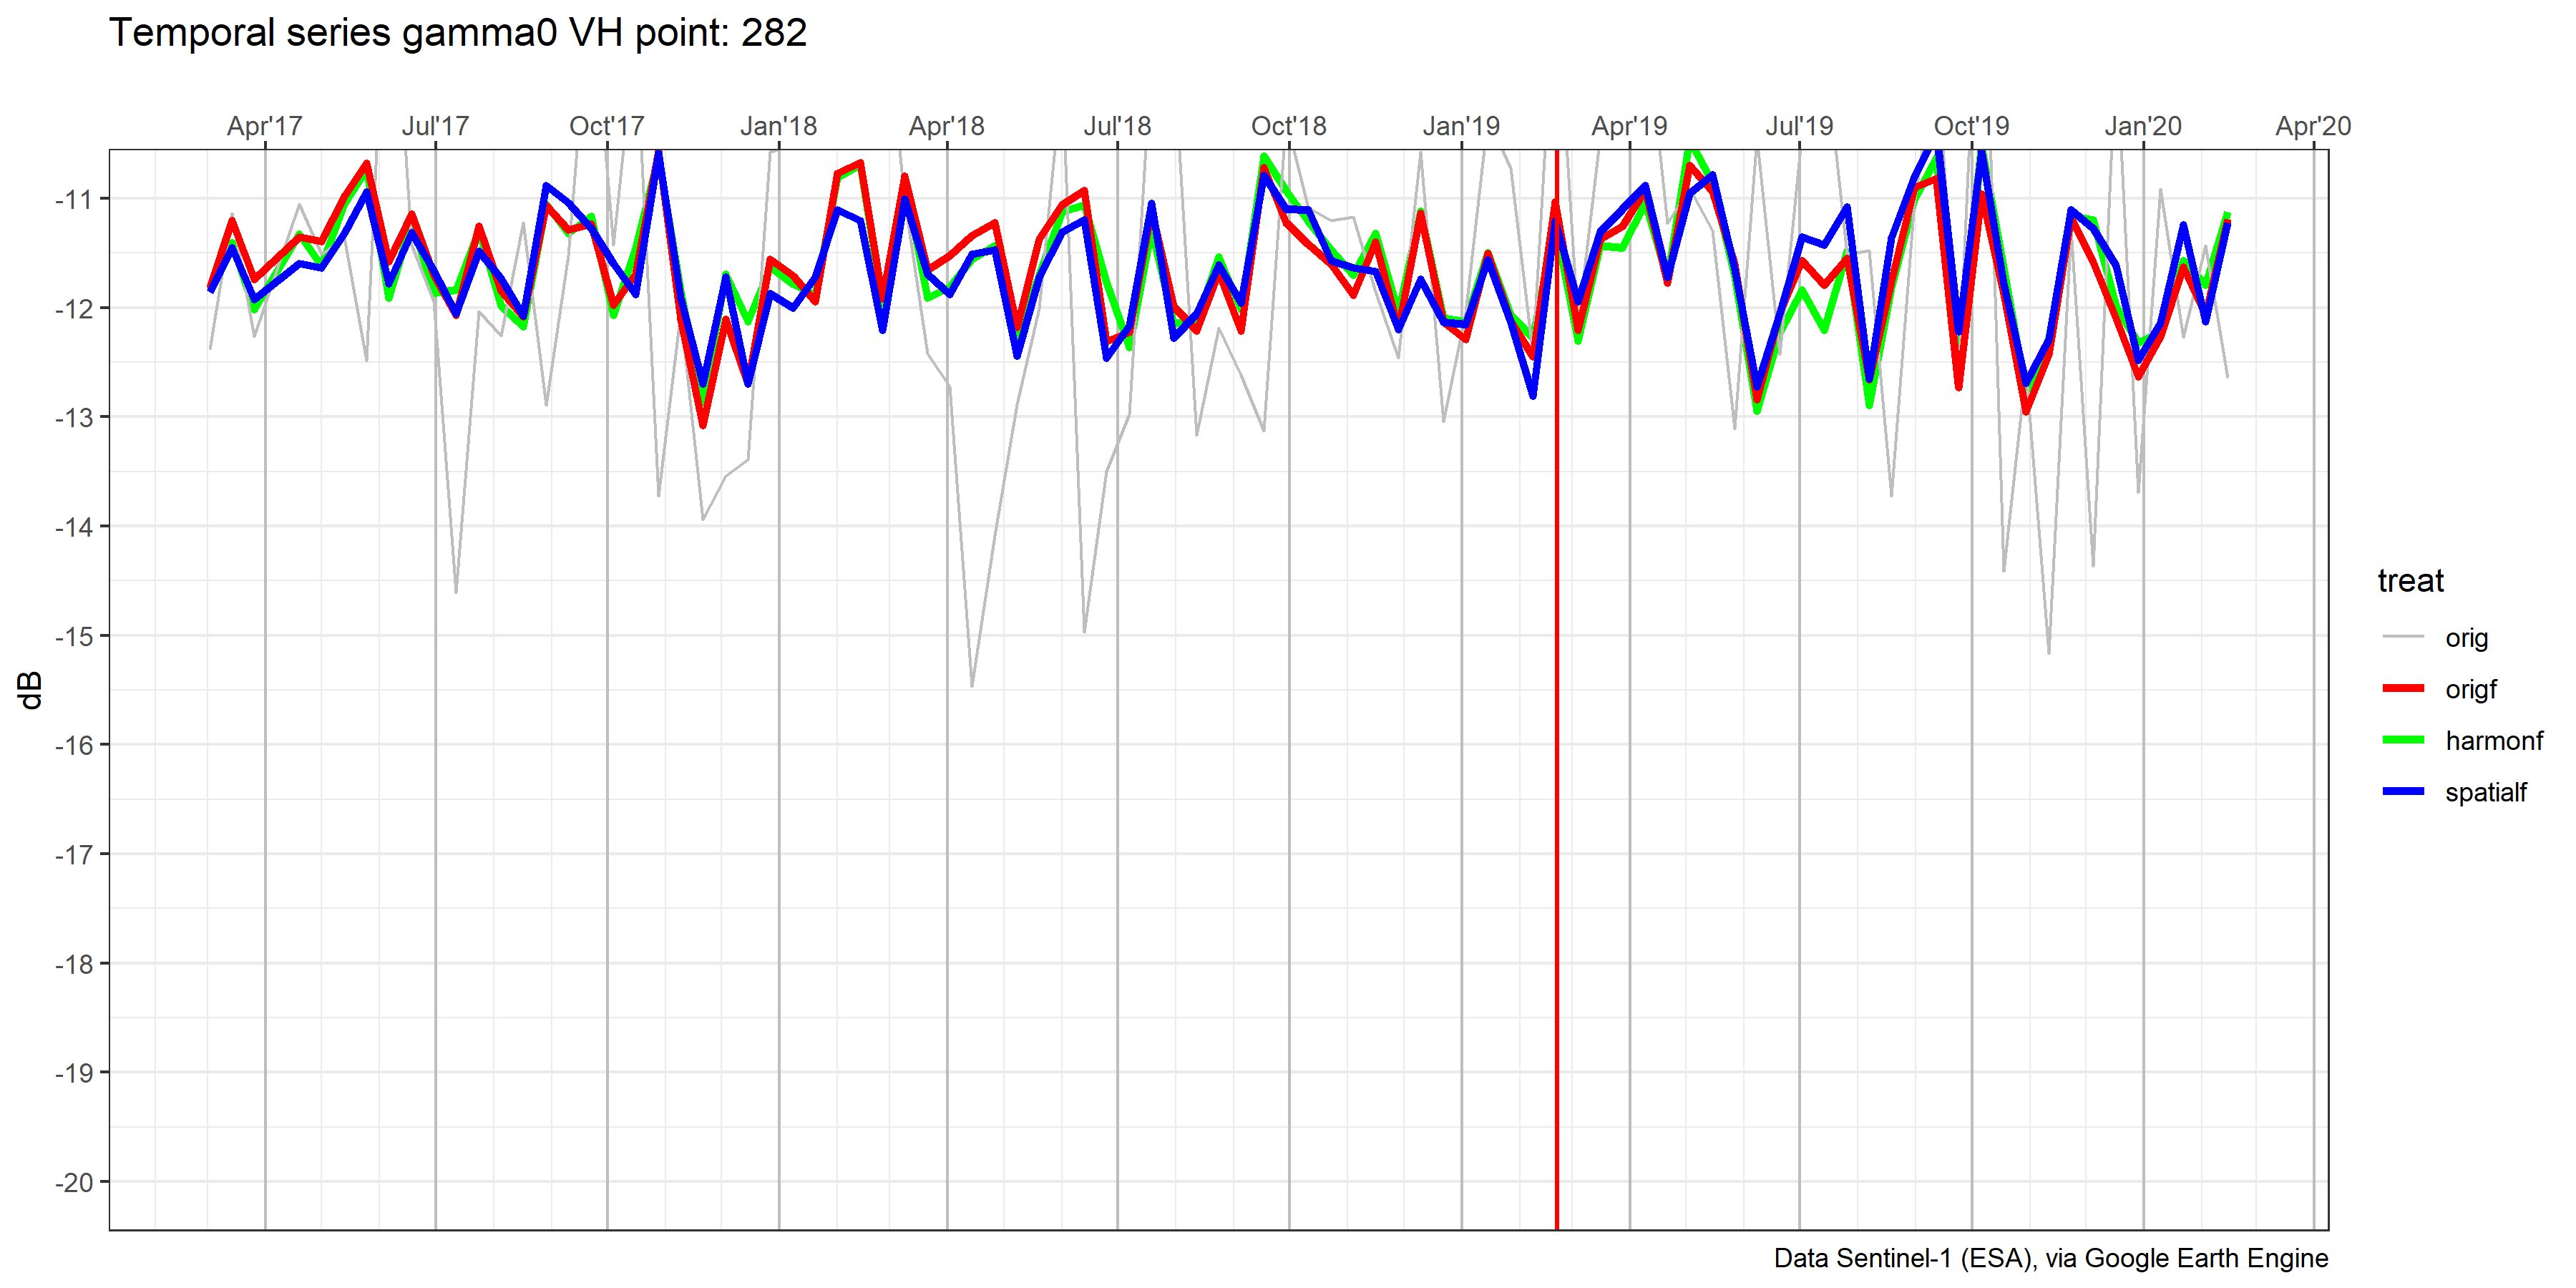 Temporal series gamma0 VH point: 282
Apr'17 Jul'17 Oct'17 Jan'18 Apr'18 Jul'18 Oct'18 Jan'19 Apr'19 Jul'19 Oct'19 Jan'20 Apr'20
-11
-12
-13
-14
-15
-16
-17
-18
-19
-20
dB
treat
orig
origf
harmonf
spatialf
Data Sentinel-1 (ESA), via Google Earth Engine